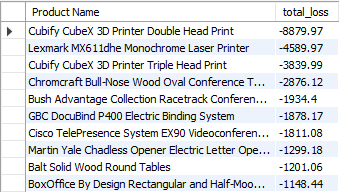 Product Name total_loss
Cubify CubeX 3D Printer Double Head Print -8879.97
Lexmark MX611dhe Monochrome Laser Printer -4589.97
Cubify CubeX 3D Printer Triple Head Print -3839.99
Chromcraft Bull-Nose Wood Oval Conference T... -2876.12
Bush Advantage Collection Racetrack Conferen... -1934.4
GBC DocuBind P400 Electric Binding System -1878.17
Cisco TelePresence System EX90 Videoconferen... -1811.08
Martin Yale Chadless Opener Electric Letter Ope... -1299.18
Balt Solid Wood Round Tables -1201.06
BoxOffice By Design Rectangular and Half-Moo... -1148.44